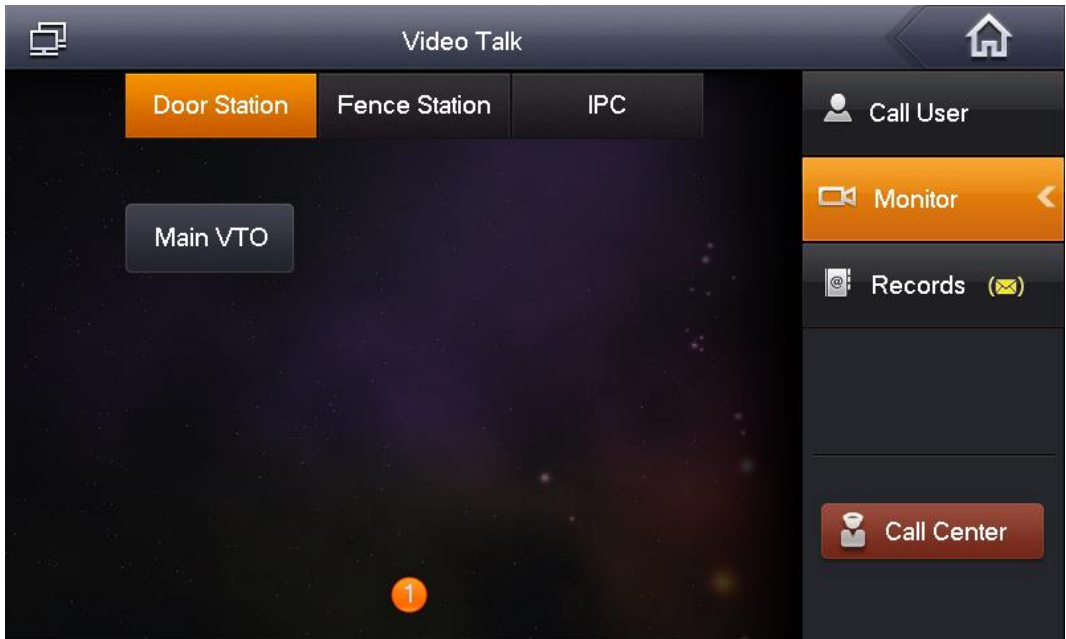 Video Talk
Door Station
Fence Station
IPC
Call User
Monitor
Main VTO
Records
Call Center
1